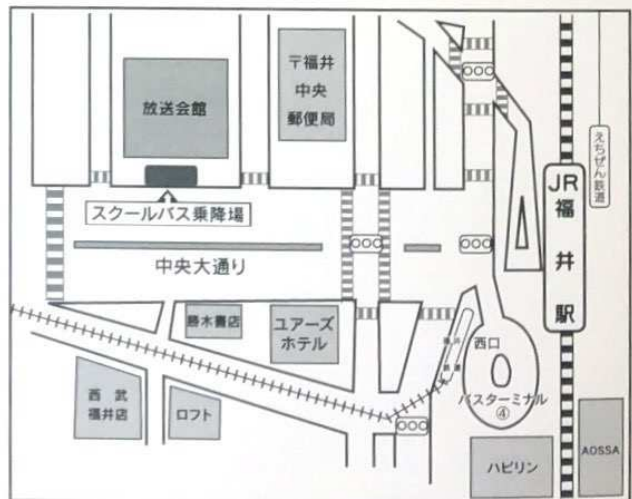 放送会館
〒福井
中央
郵便局
えちぜん鉄道
JR福井駅
スクールバス乗降場
中央大通り
勝木書店
ユアーズ
ホテル
西口
バスターミナル
④
西武
福井店
ロフト
ハピリン
AOSSA